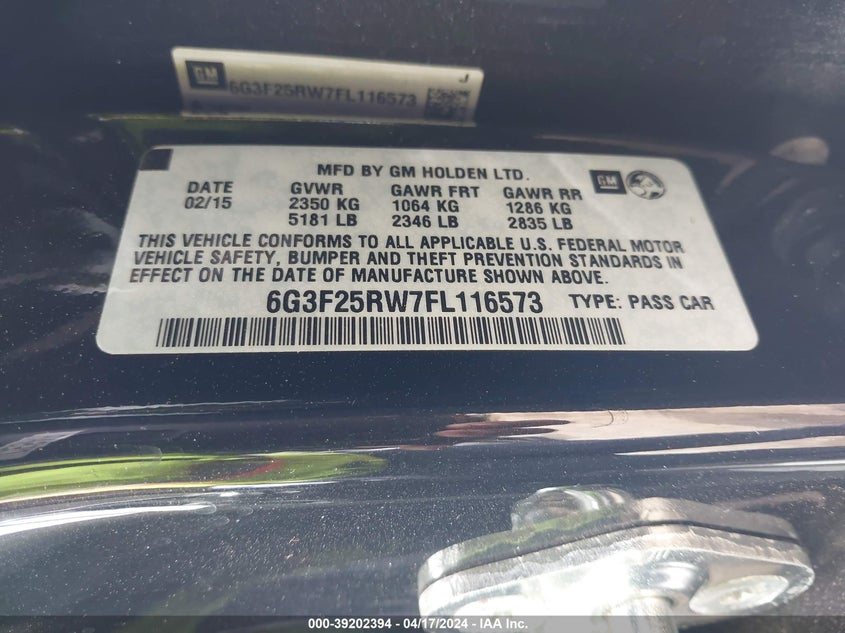 GM
6G3F25RW7FL116573
J
MFD BY GM HOLDEN LTD.
GM
DATE GVWR GAWR FRT GAWR RR
02/15 2350 KG 1064 KG 1286 KG
5181 LB 2346 LB 2835 LB
THIS VEHICLE CONFORMS TO ALL APPLICABLE U.S. FEDERAL MOTOR
VEHICLE SAFETY, BUMPER AND THEFT PREVENTION STANDARDS IN
EFFECT ON THE DATE OF MANUFACTURE SHOWN ABOVE.
6G3F25RW7FL116573 TYPE: PASS CAR
000-39202394 - 04/17/2024 - IAA Inc.